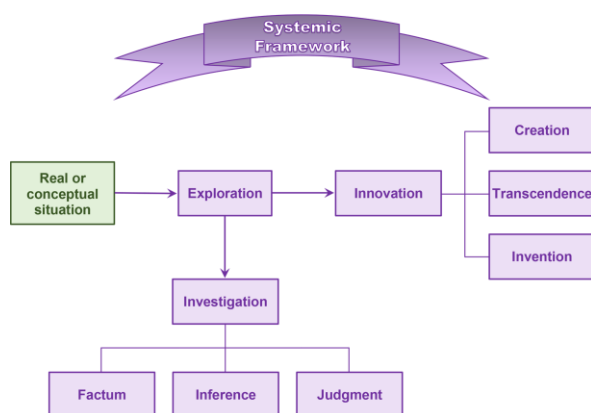 Systemic
Framework
Creation
Real or
conceptual
situation
Exploration
Innovation
Transcendence
Invention
Investigation
Factum
Inference
Judgment